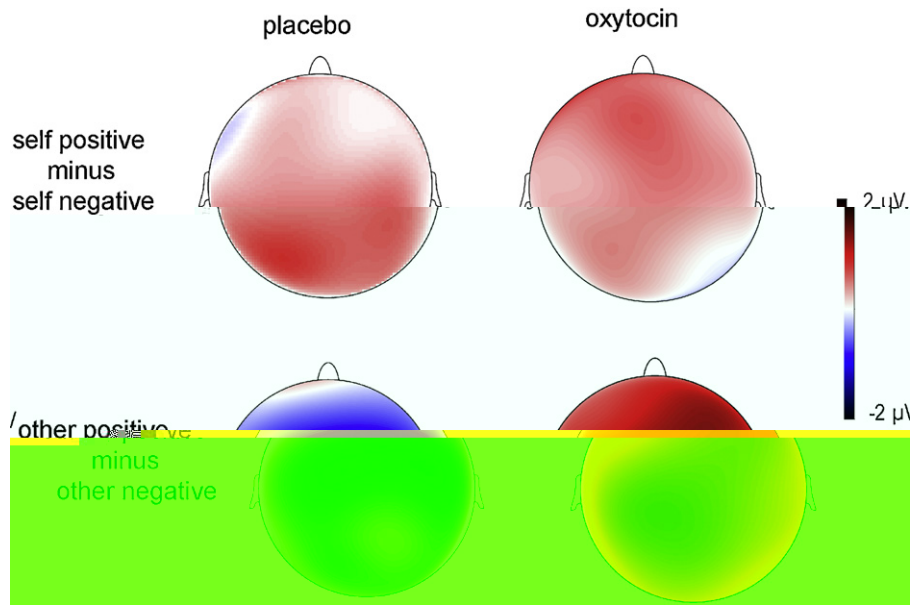 placebo
oxytocin
self positive
minus
self negative
2 µV
-2 µV
other positive
minus
other negative